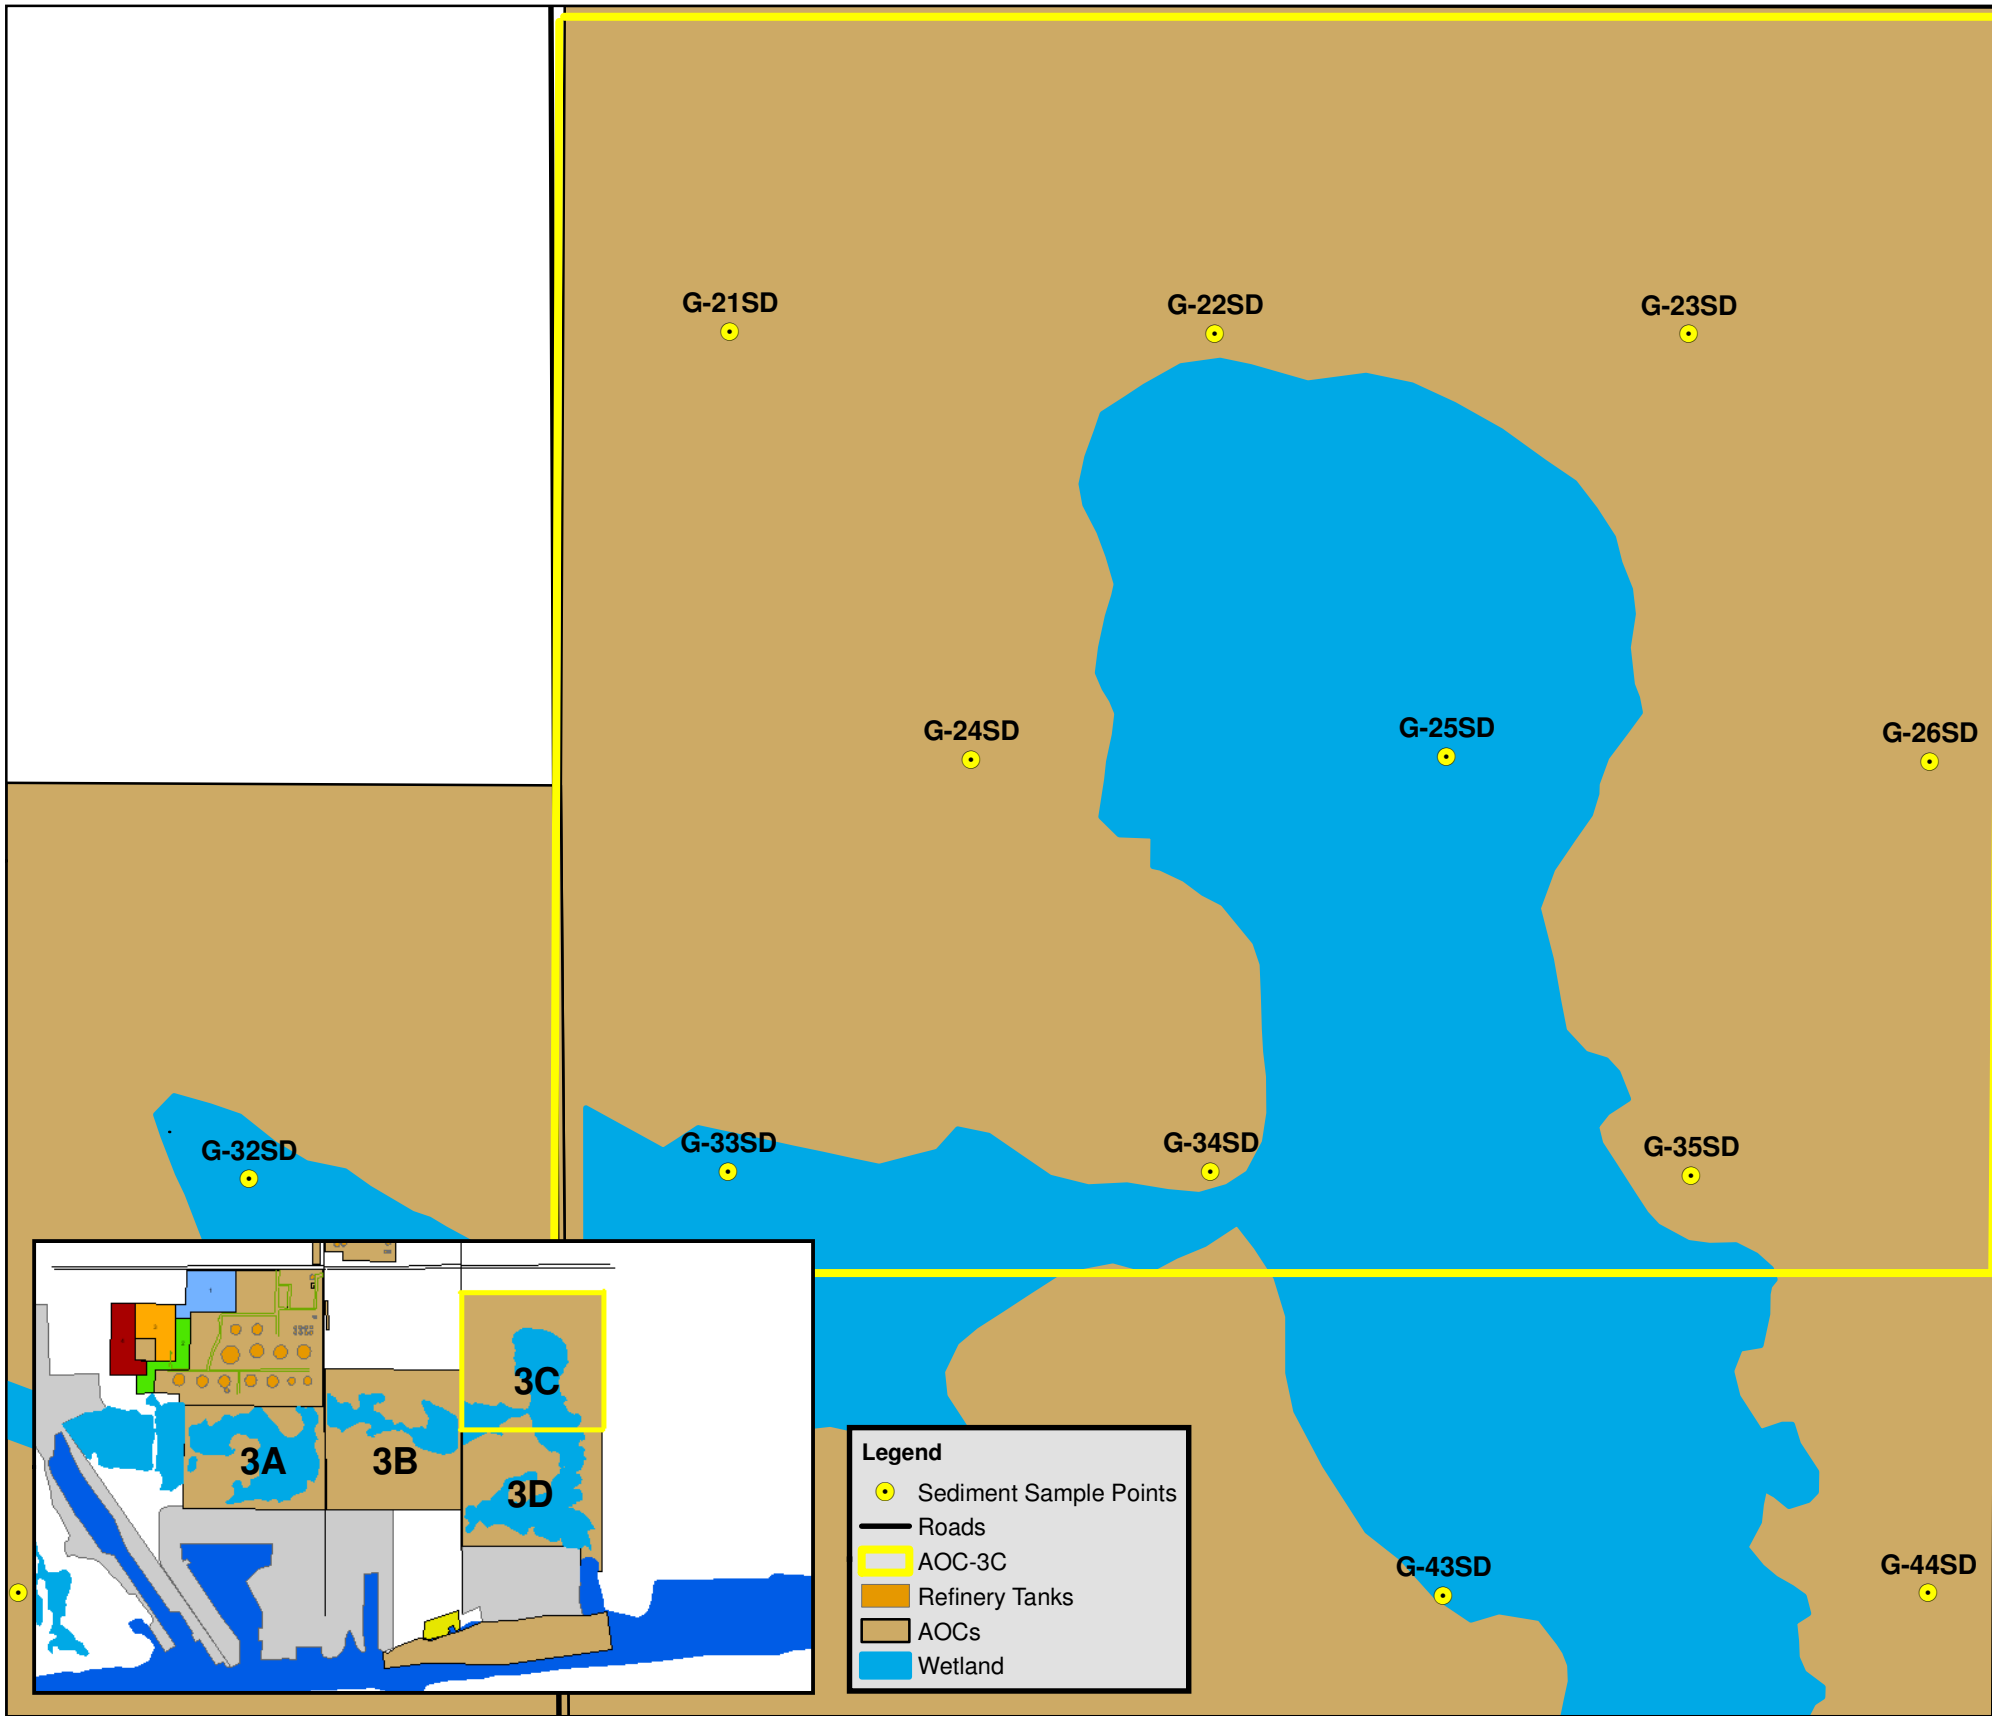 G-21SD
G-22SD
G-23SD
G-24SD
G-25SD
G-26SD
G-32SD
G-33SD
G-34SD
G-35SD
3C
3A
3B
3D
Legend
Sediment Sample Points
Roads
AOC-3C
Refinery Tanks
AOCs
Wetland
G-43SD
G-44SD